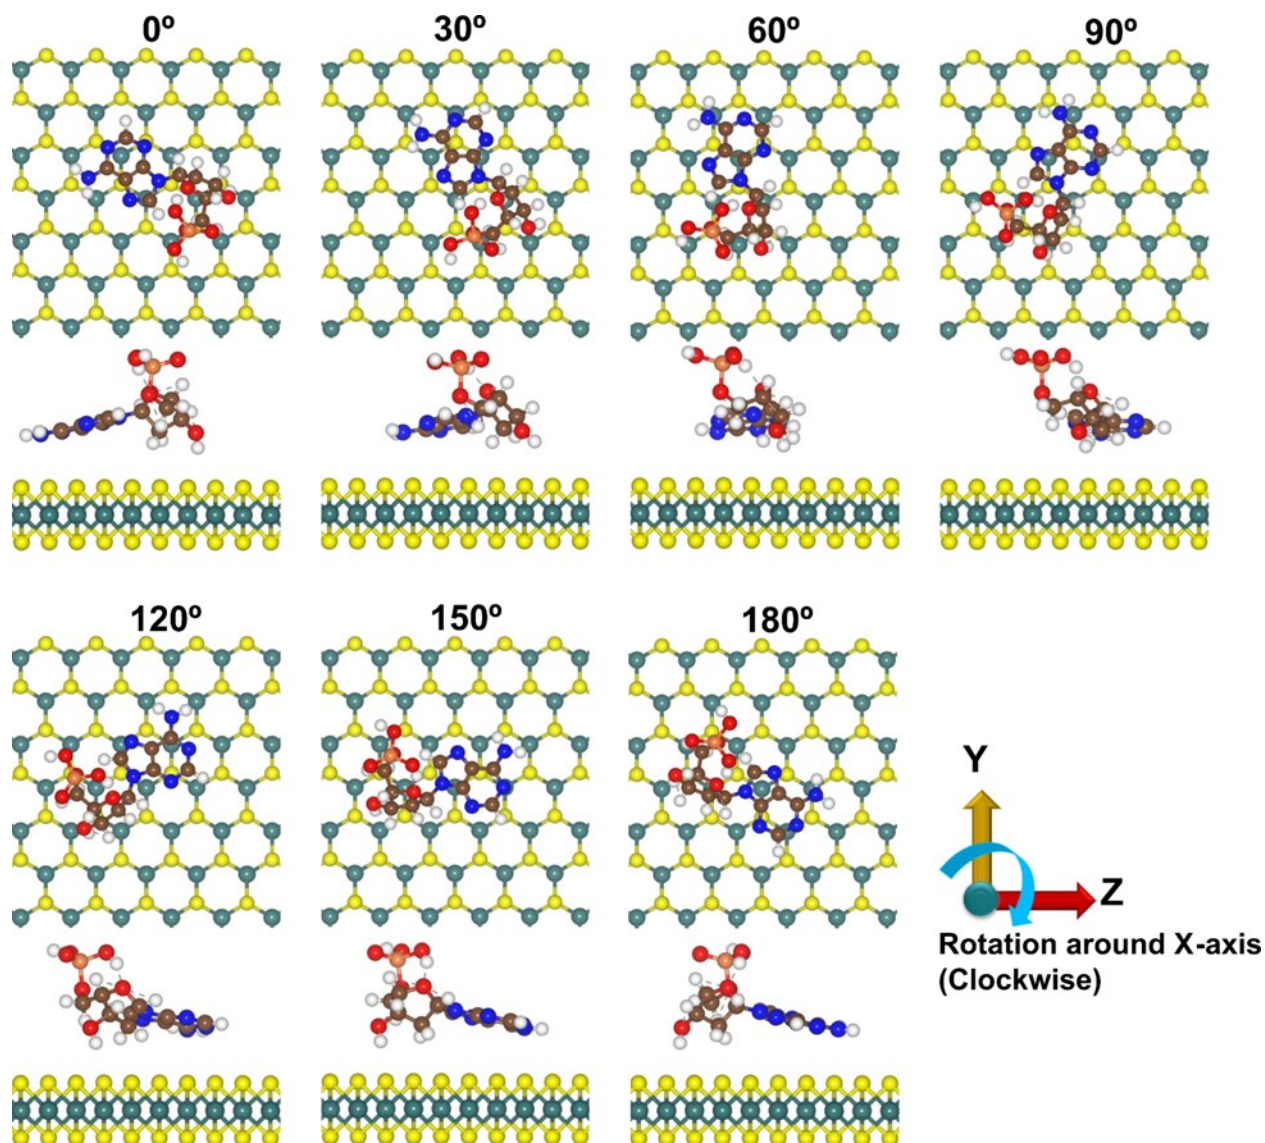 0º
30º
60º
90º
120º
150º
180º
Y
Z
Rotation around X-axis
(Clockwise)